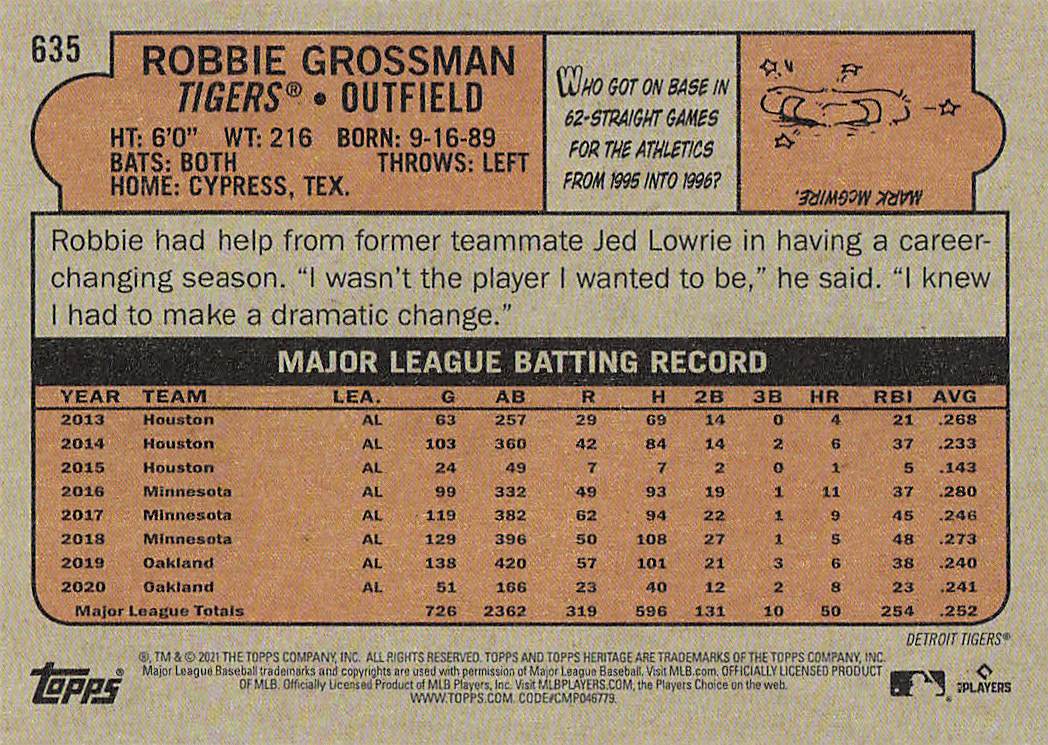 635
ROBBIE GROSSMAN
TIGERS® • OUTFIELD
HT: 6'0" WT: 216 BORN: 9-16-89
BATS: BOTH THROWS: LEFT
HOME: CYPRESS, TEX.
WHO GOT ON BASE IN
62-STRAIGHT GAMES
FOR THE ATHLETICS
FROM 1995 INTO 1996?
MARK McGWIRE.
Robbie had help from former teammate Jed Lowrie in having a career-
changing season. “I wasn’t the player I wanted to be,” he said. “I knew
I had to make a dramatic change.”
MAJOR LEAGUE BATTING RECORD
YEAR TEAM LEA. G AB R H 2B 3B HR RBI AVG
2013 Houston AL 63 257 29 69 14 0 4 21 .268
2014 Houston AL 103 360 42 84 14 2 6 37 .233
2015 Houston AL 24 49 7 7 2 0 1 5 .143
2016 Minnesota AL 99 332 49 93 19 1 11 37 .280
2017 Minnesota AL 119 382 62 94 22 1 9 45 .246
2018 Minnesota AL 129 396 50 108 27 1 5 48 .273
2019 Oakland AL 138 420 57 101 21 3 6 38 .240
2020 Oakland AL 51 166 23 40 12 2 8 23 .241
Major League Totals 726 2362 319 596 131 10 50 254 .252
DETROIT TIGERS®
®, TM & © 2021 THE TOPPS COMPANY, INC. ALL RIGHTS RESERVED. TOPPS AND TOPPS HERITAGE ARE TRADEMARKS OF THE TOPPS COMPANY, INC.
Major League Baseball trademarks and copyrights are used with permission of Major League Baseball. Visit MLB.com. OFFICIALLY LICENSED PRODUCT
OF MLB. Officially Licensed Product of MLB Players, Inc. Visit MLBPLAYERS.COM, the Players Choice on the web.
WWW.TOPPS.COM. CODE#CMP046779.
Topps®
MLBPLAYERS